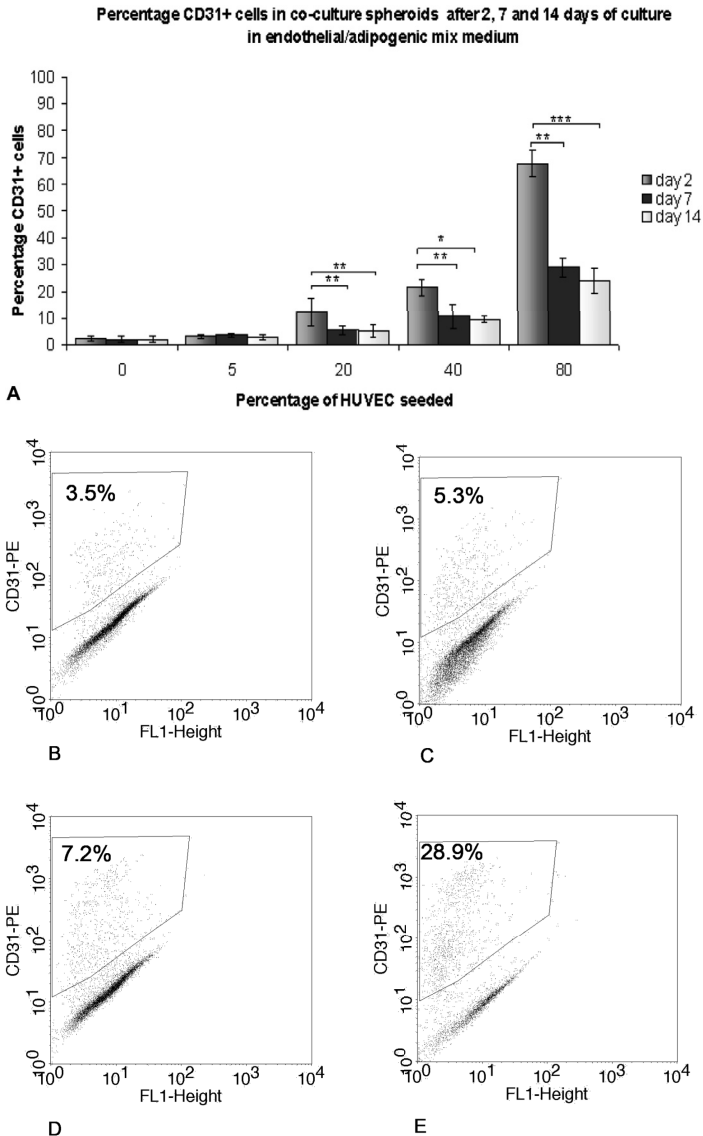 Percentage CD31+ cells in co-culture spheroids after 2, 7 and 14 days of culture
in endothelial/adipogenic mix medium
Percentage CD31+ cells
100
90
80
70
60
50
40
30
20
10
0
**
**
*
**
***
**
day 2
day 7
day 14
0 5 20 40 80
Percentage of HUVEC seeded
A
CD31-PE
10^4
10^3
10^2
10^1
10^0
3.5%
10^0 10^1 10^2 10^3 10^4
FL1-Height
B
CD31-PE
10^4
10^3
10^2
10^1
10^0
5.3%
10^0 10^1 10^2 10^3 10^4
FL1-Height
C
CD31-PE
10^4
10^3
10^2
10^1
10^0
7.2%
10^0 10^1 10^2 10^3 10^4
FL1-Height
D
CD31-PE
10^4
10^3
10^2
10^1
10^0
28.9%
10^0 10^1 10^2 10^3 10^4
FL1-Height
E